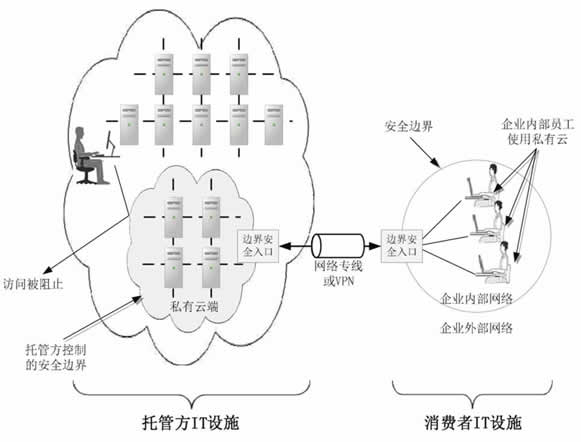 安全边界
企业内部员工
使用私有云
边界安
全入口
边界安
全入口
网络专线
或VPN
访问被阻止
私有云端
企业内部网络
企业外部网络
托管方控制
的安全边界
托管方IT设施
消费者IT设施